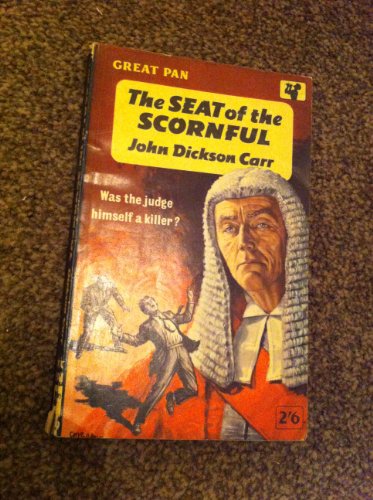 GREAT PAN
The SEAT of the
SCORNFUL
John Dickson Carr
Was the judge
himself a killer?
2'6